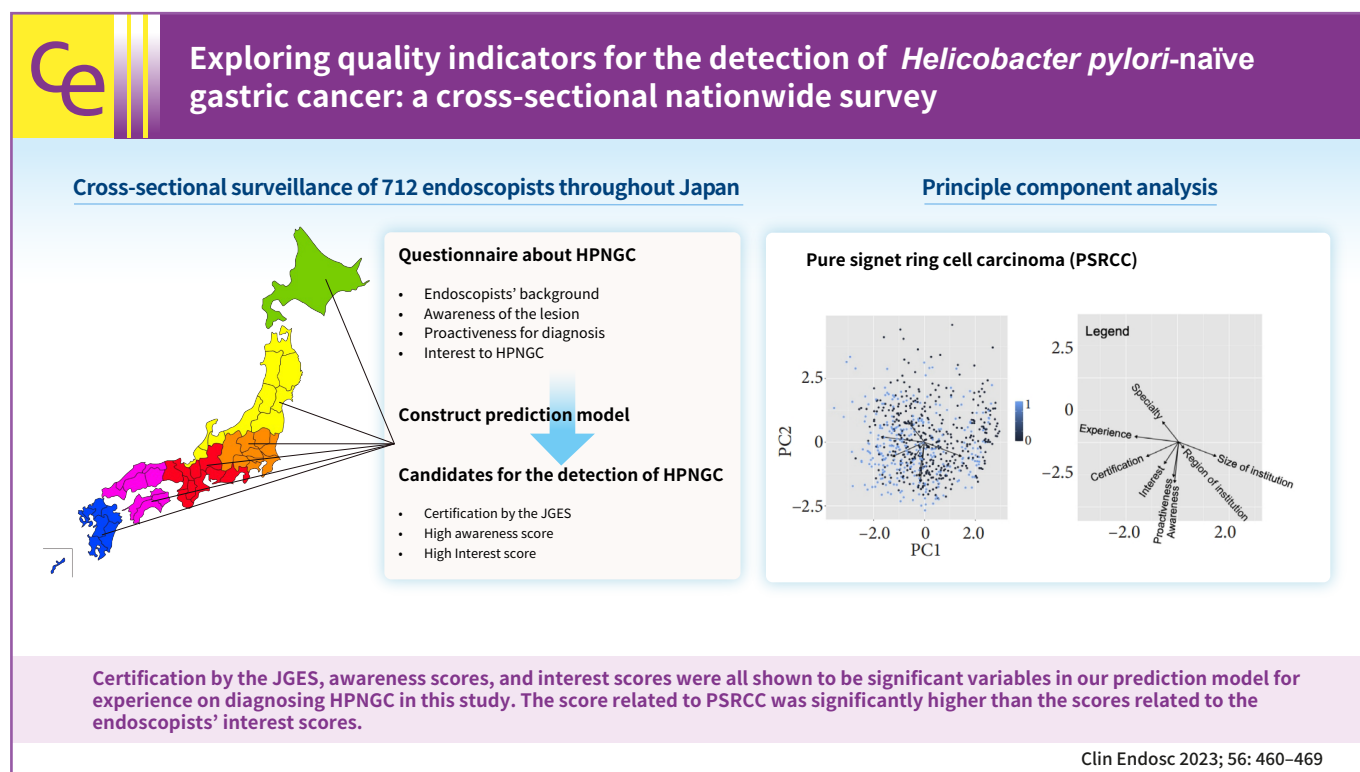 Ce
Exploring quality indicators for the detection of Helicobacter pylori-naïve
gastric cancer: a cross-sectional nationwide survey
Cross-sectional surveillance of 712 endoscopists throughout Japan
Questionnaire about HPNGC
• Endoscopists’ background
• Awareness of the lesion
• Proactiveness for diagnosis
• Interest to HPNGC
Construct prediction model
Candidates for the detection of HPNGC
• Certification by the JGES
• High awareness score
• High Interest score
Principle component analysis
Pure signet ring cell carcinoma (PSRCC)
2.5
0
−2.5
PC2
−2.0
0
2.0
PC1
1
0
Legend
2.5
0
−2.5
−2.0
2.0
Specialty
Experience
Certification
Interest
Proactiveness
Awareness
Region of institution
Size of institution
Certification by the JGES, awareness scores, and interest scores were all shown to be significant variables in our prediction model for
experience on diagnosing HPNGC in this study. The score related to PSRCC was significantly higher than the scores related to the
endoscopists’ interest scores.
Clin Endosc 2023; 56: 460–469